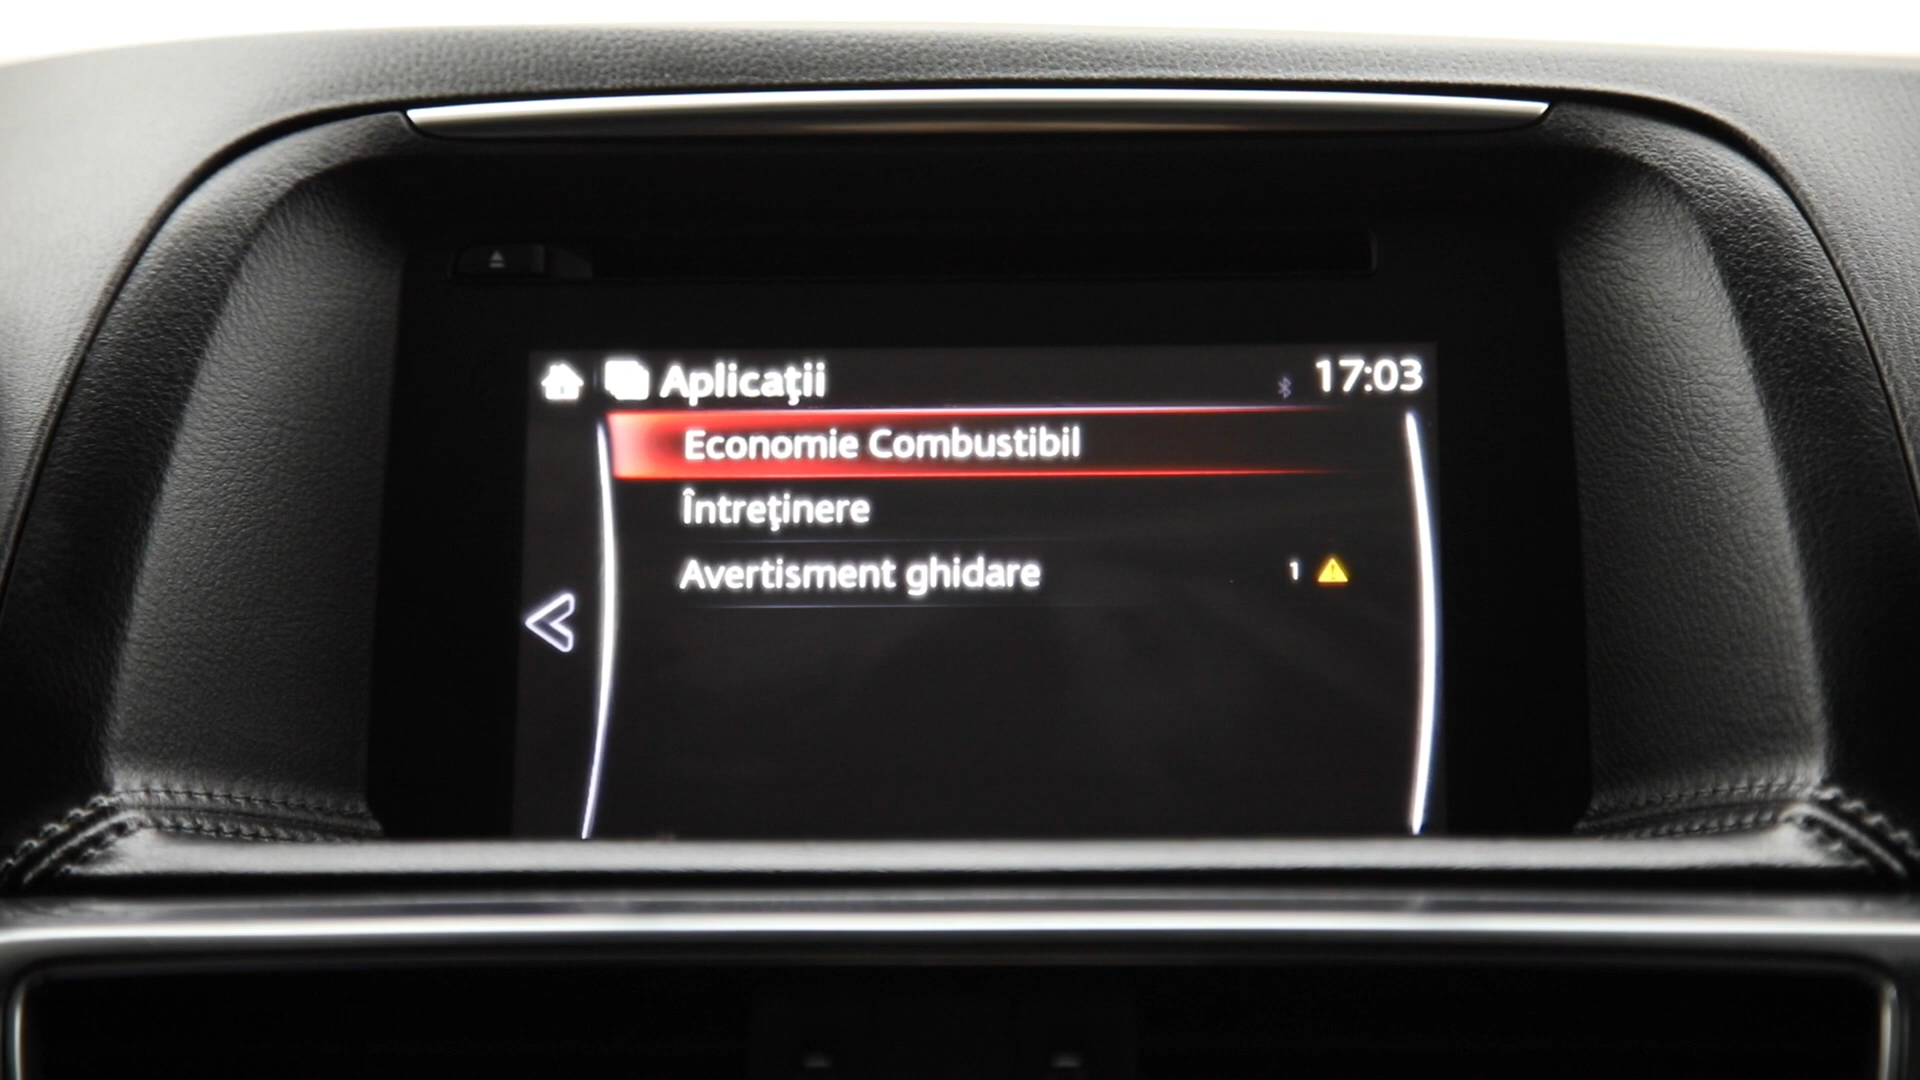 Aplicaţii
17:03
Economie Combustibil
Întreţinere
Avertisment ghidare 1